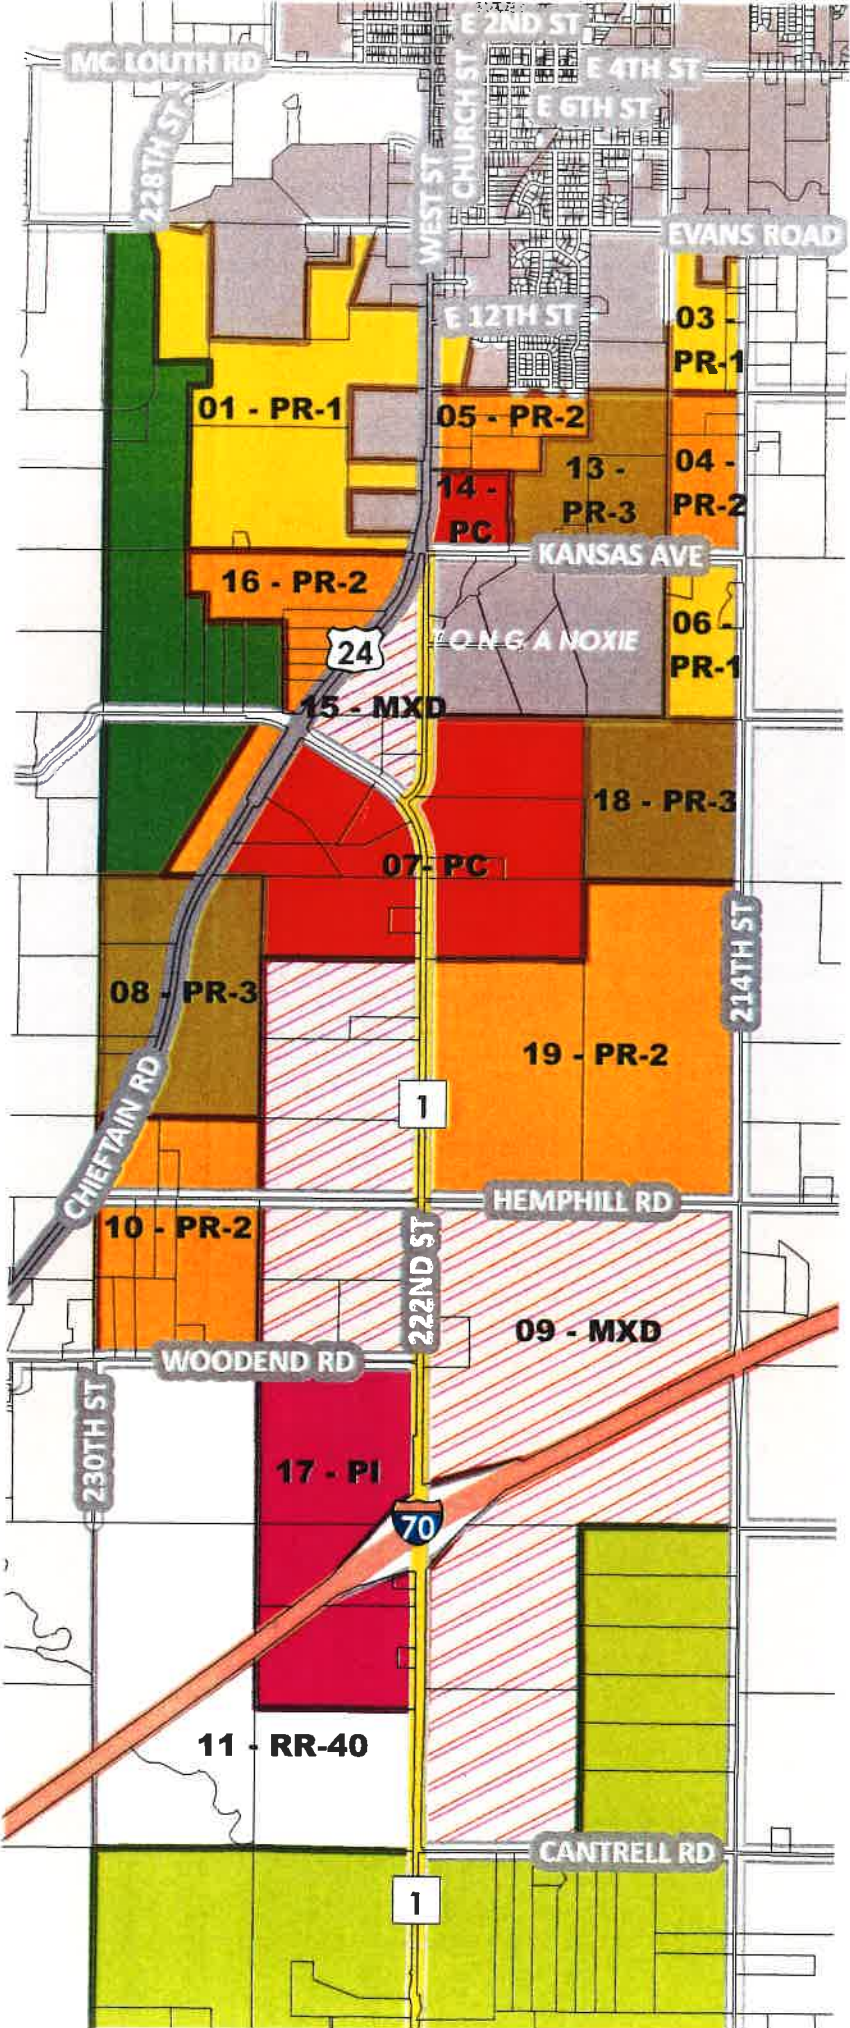 E 2ND ST
MC LOUTH RD
E 4TH ST
E 6TH ST
CHURCH ST
228TH ST
WEST ST
EVANS ROAD
E 12TH ST
03 -
PR-1
01 - PR-1
05 - PR-2
13 -
PR-3
04 -
PR-2
14 -
PC
KANSAS AVE
16 - PR-2
06 -
PR-1
TONGANOXIE
24
15 - MXD
18 - PR-3
07 - PC
214TH ST
08 - PR-3
19 - PR-2
CHIEFTAIN RD
1
HEMPHILL RD
10 - PR-2
222ND ST
09 - MXD
WOODEND RD
230TH ST
17 - PI
70
11 - RR-40
CANTRELL RD
1